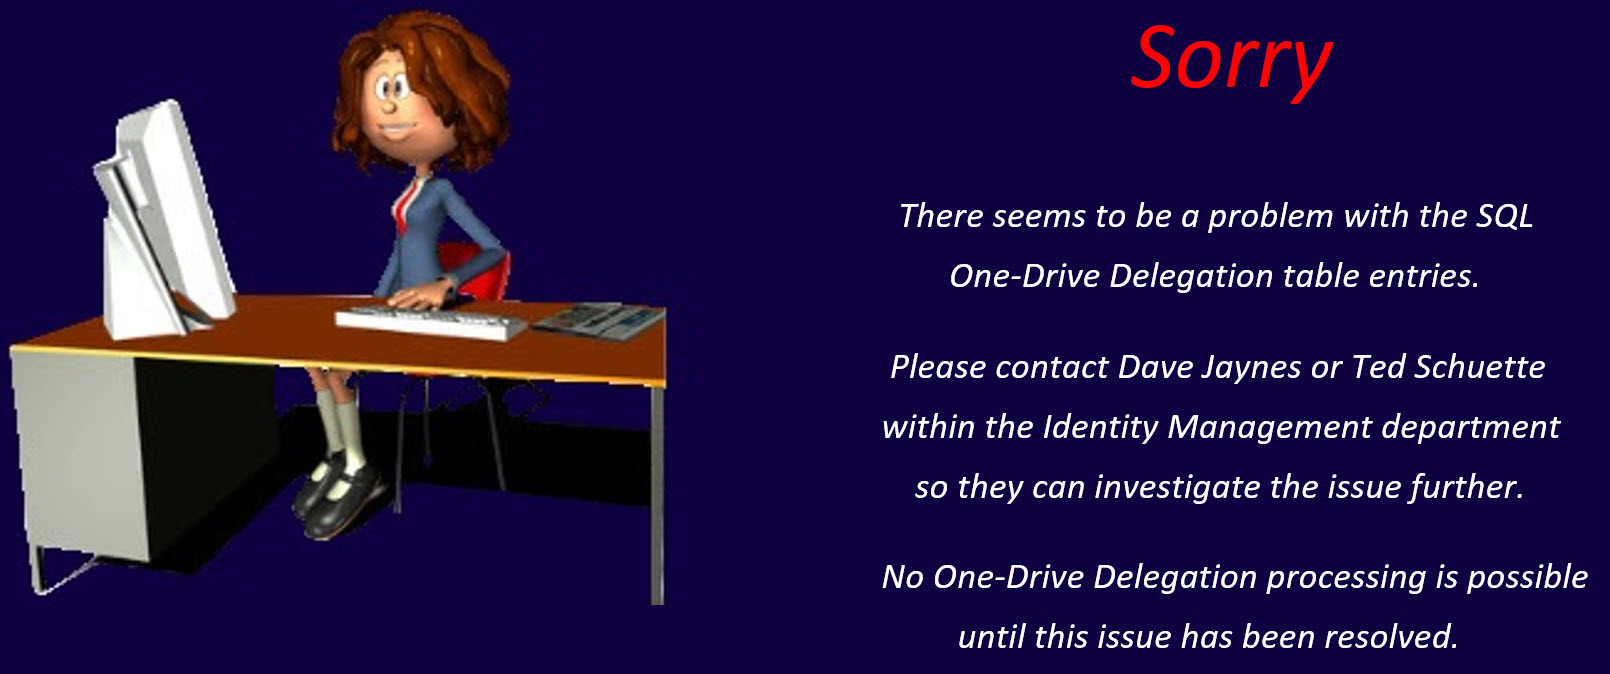 Sorry
There seems to be a problem with the SQL
One-Drive Delegation table entries.
Please contact Dave Jaynes or Ted Schuette
within the Identity Management department
so they can investigate the issue further.
No One-Drive Delegation processing is possible
until this issue has been resolved.